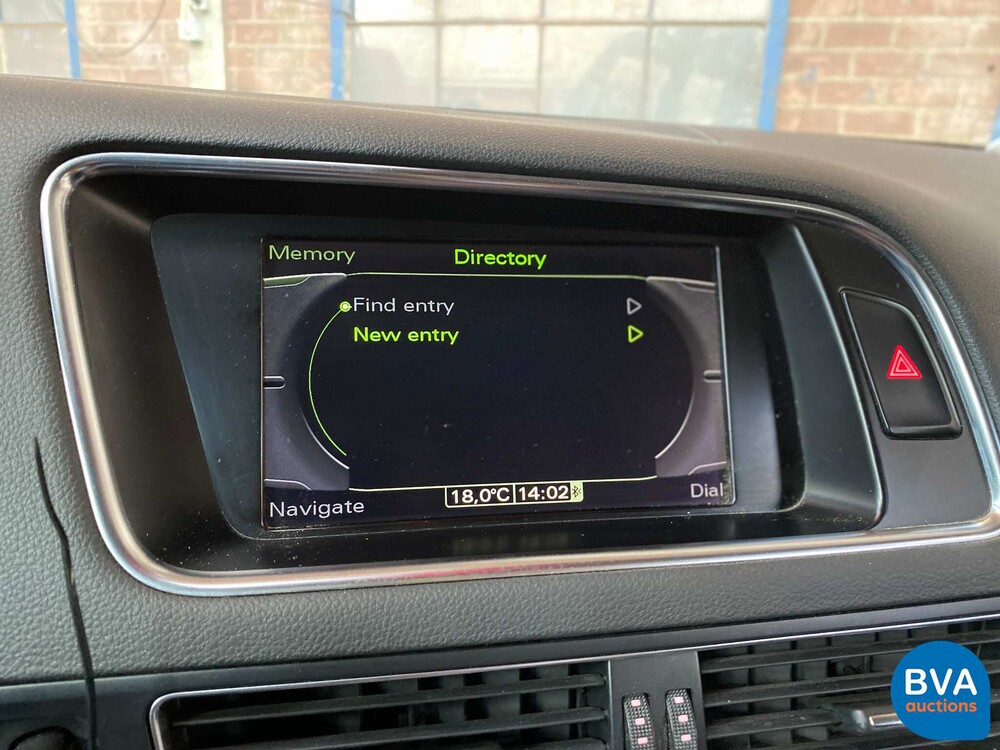 Memory
Directory
Find entry
New entry
18,0°C 14:02
Navigate
Dial
BVA
auctions